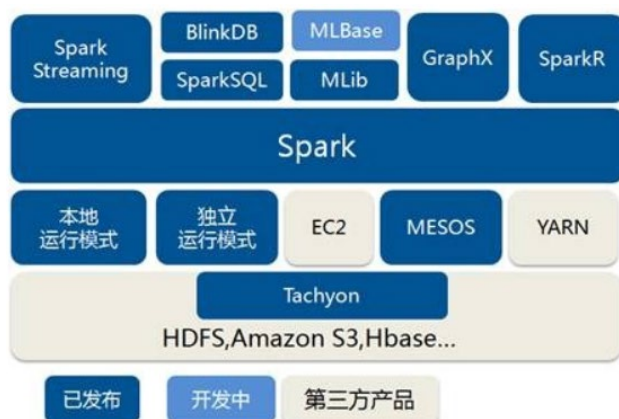 Spark
Streaming
BlinkDB
MLBase
SparkSQL
MLib
GraphX
SparkR
Spark
本地
运行模式
独立
运行模式
EC2
MESOS
YARN
Tachyon
HDFS,Amazon S3,Hbase...
已发布
开发中
第三方产品